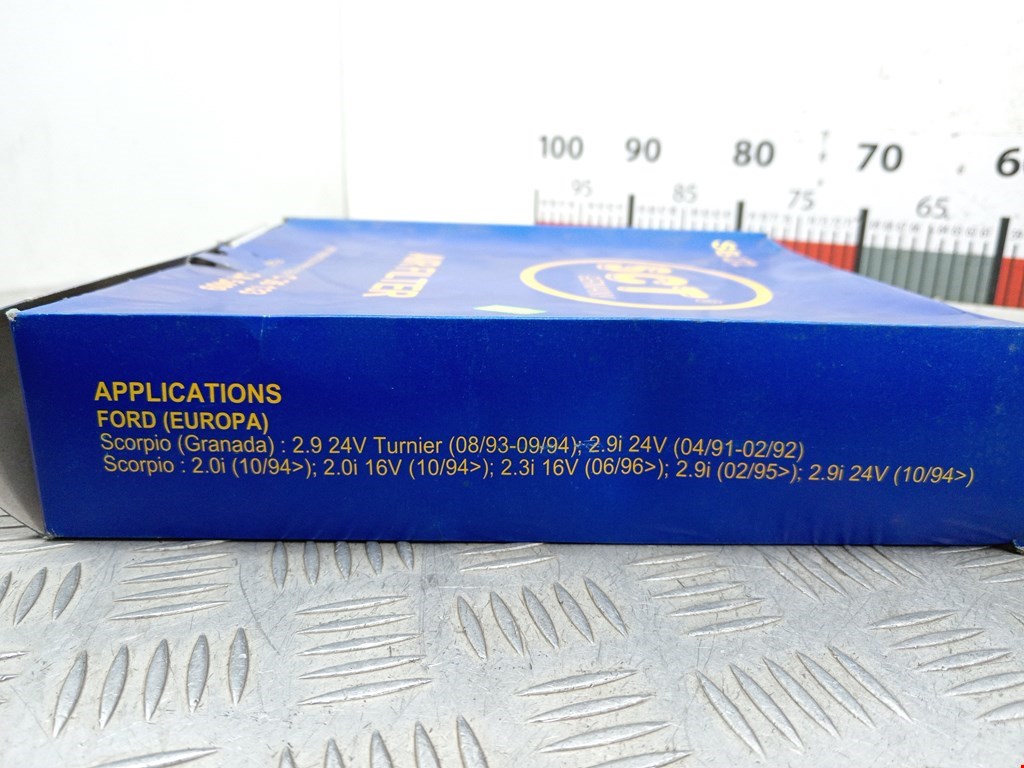 100 90 80 70
95 85 75 65
AIR FILTER
SCT
APPLICATIONS
FORD (EUROPA)
Scorpio (Granada) : 2.9 24V Turnier (08/93-09/94); 2.9i 24V (04/91-02/92)
Scorpio : 2.0i (10/94>); 2.0i 16V (10/94>); 2.3i 16V (06/96>); 2.9i (02/95>); 2.9i 24V (10/94>)